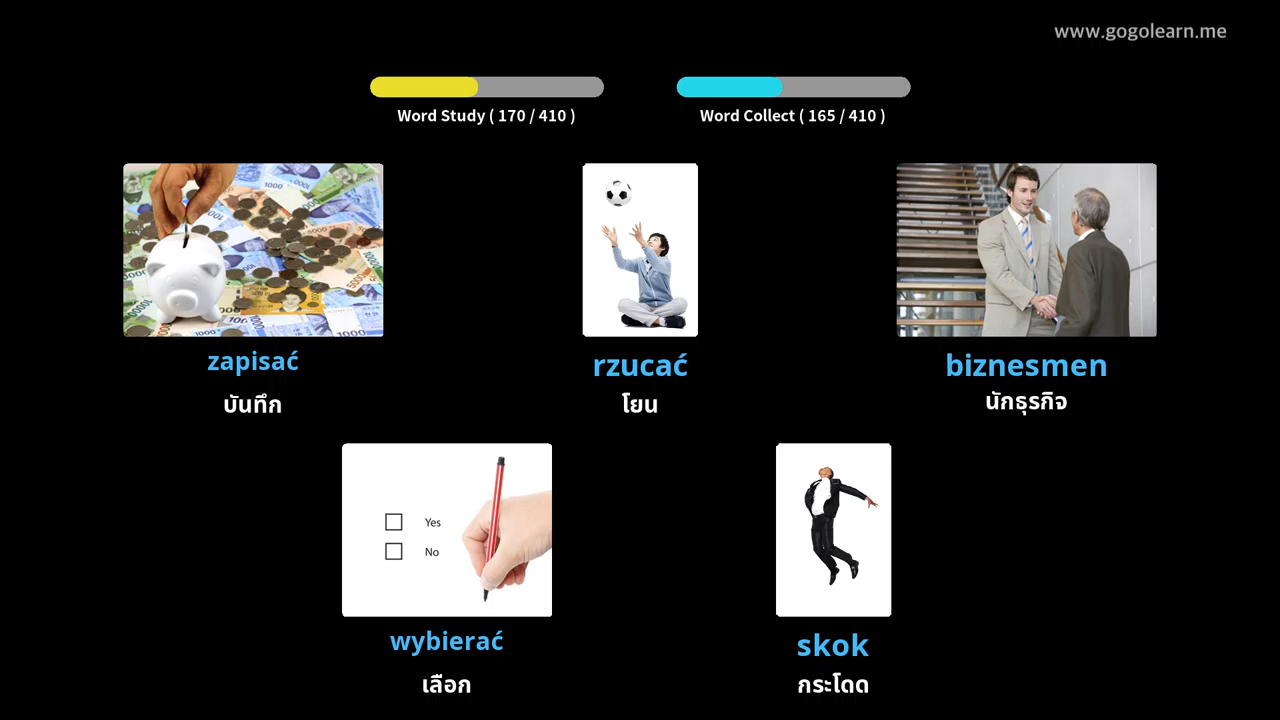 www.gogolearn.me
Word Study ( 170 / 410 )
Word Collect ( 165 / 410 )
zapisać
บันทึก
rzucać
โยน
biznesmen
นักธุรกิจ
Yes
No
wybierać
เลือก
skok
กระโดด